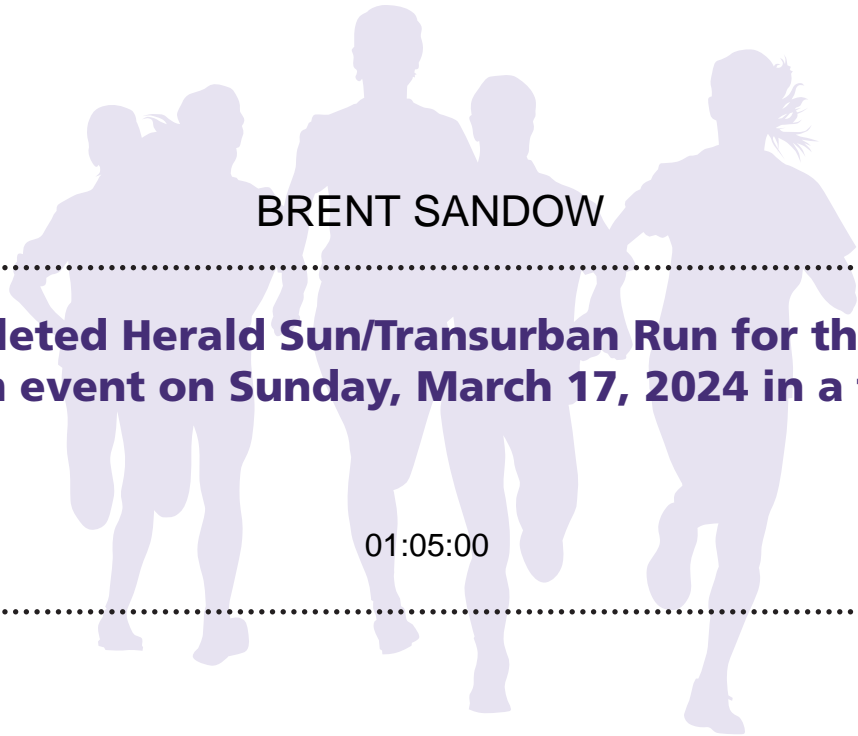 BRENT SANDOW
leted Herald Sun/Transurban Run for th
event on Sunday, March 17, 2024 in a
01:05:00